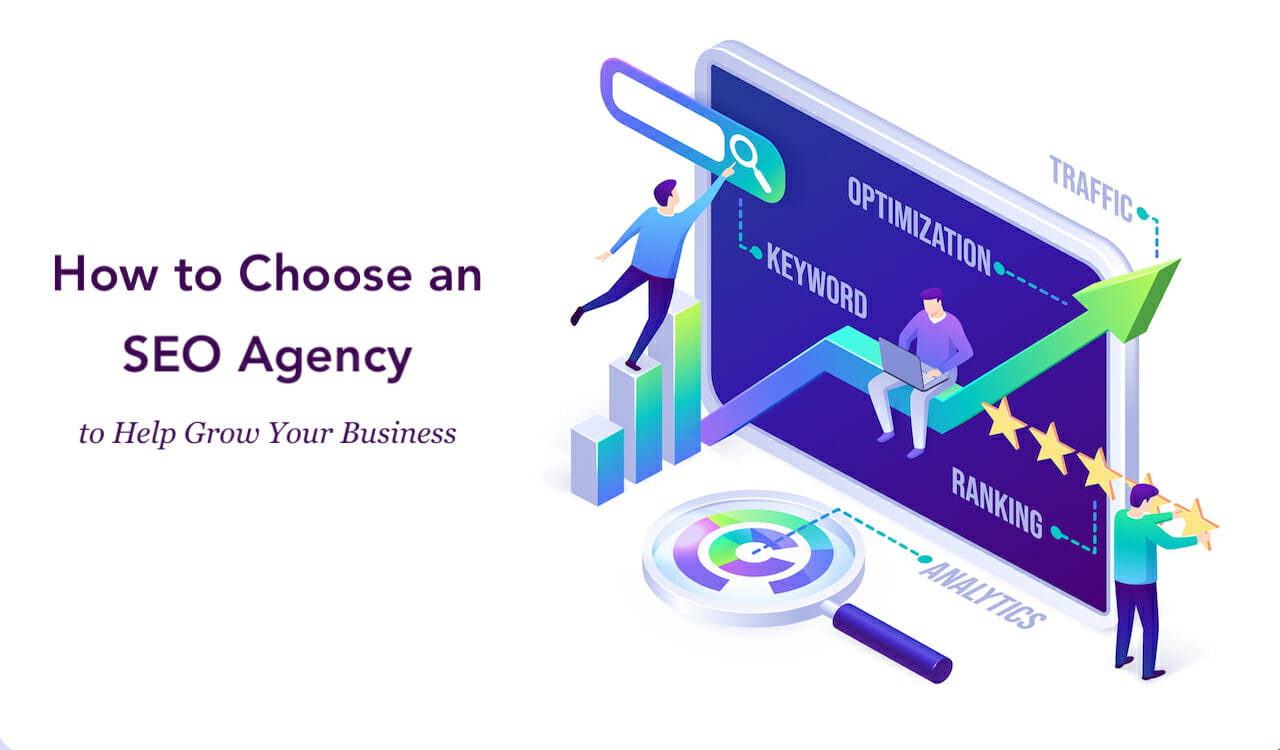 How to Choose an
SEO Agency
to Help Grow Your Business
TRAFFIC
OPTIMIZATION
KEYWORD
RANKING
ANALYTICS